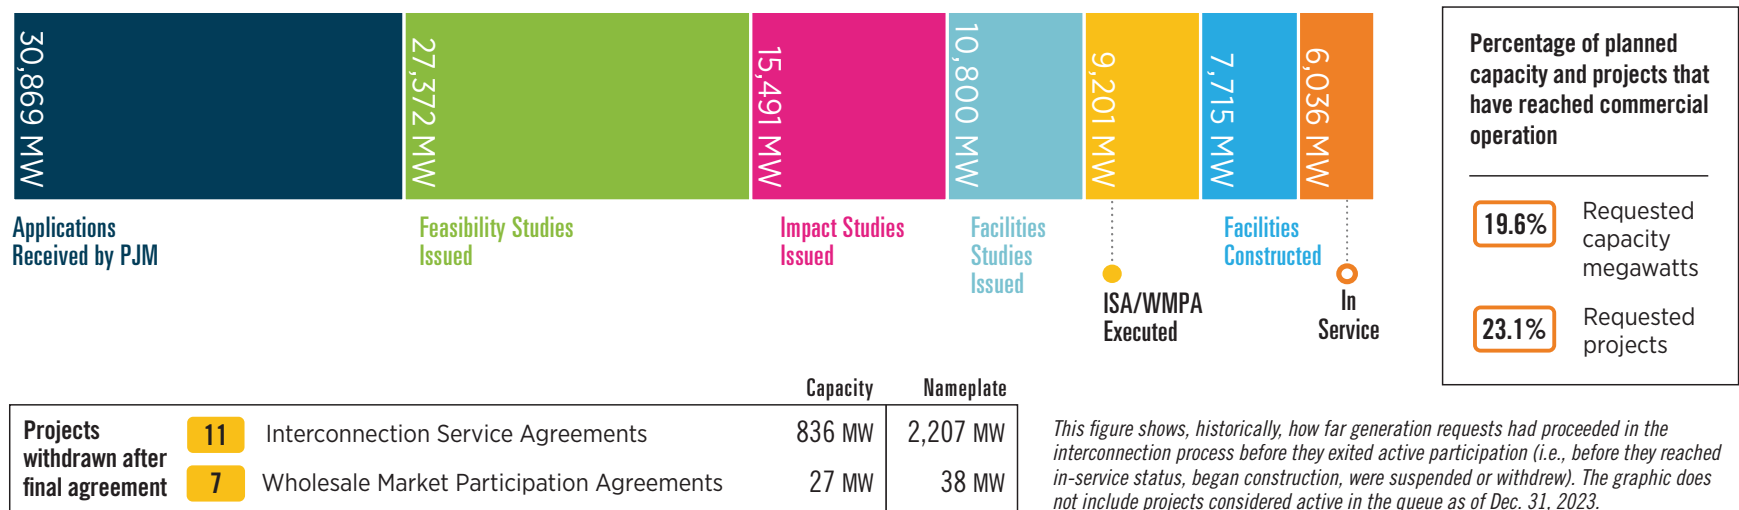 30,869 MW
27,372 MW
15,491 MW
10,800 MW
9,201 MW
7,715 MW
6,036 MW
Applications
Received by PJM
Feasibility Studies
Issued
Impact Studies
Issued
Facilities
Studies
Issued
ISA/WMPA
Executed
Facilities
Constructed
In
Service
Percentage of planned
capacity and projects that
have reached commercial
operation
19.6%
Requested
capacity
megawatts
23.1%
Requested
projects
Capacity Nameplate
Projects
withdrawn after
final agreement
11 Interconnection Service Agreements 836 MW 2,207 MW
7 Wholesale Market Participation Agreements 27 MW 38 MW
This figure shows, historically, how far generation requests had proceeded in the
interconnection process before they exited active participation (i.e., before they reached
in-service status, began construction, were suspended or withdrew). The graphic does
not include projects considered active in the queue as of Dec. 31, 2023.